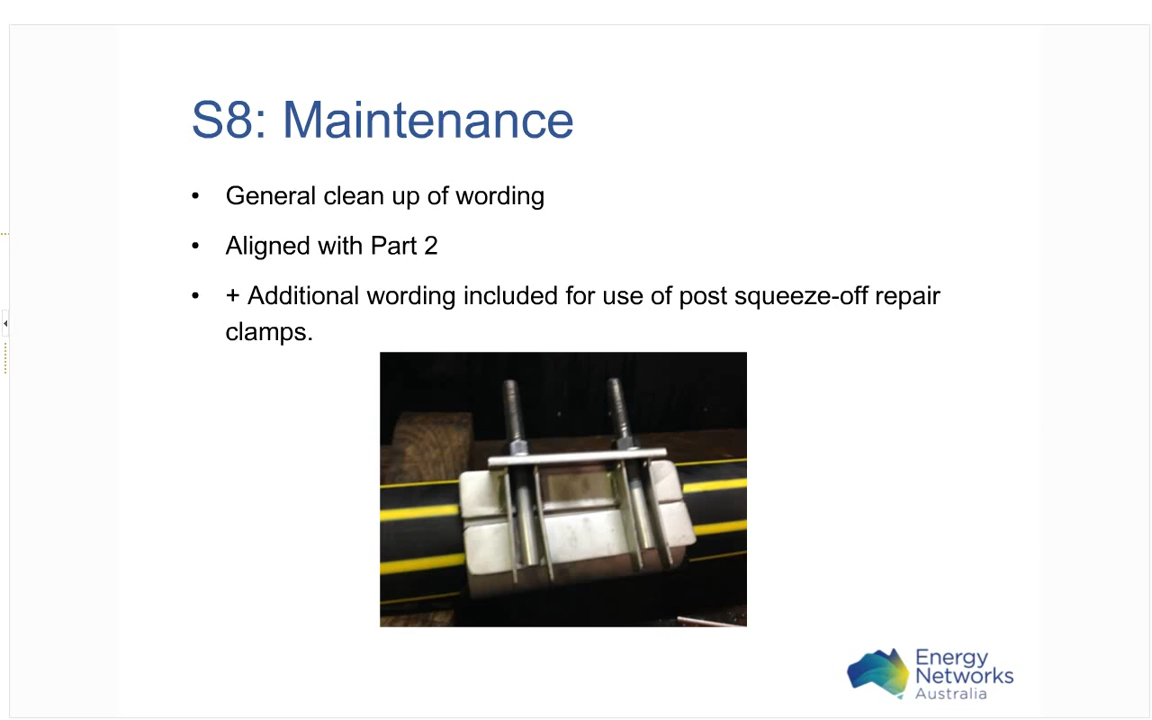 S8: Maintenance
• General clean up of wording
• Aligned with Part 2
• + Additional wording included for use of post squeeze-off repair
clamps.
Energy
Networks
Australia